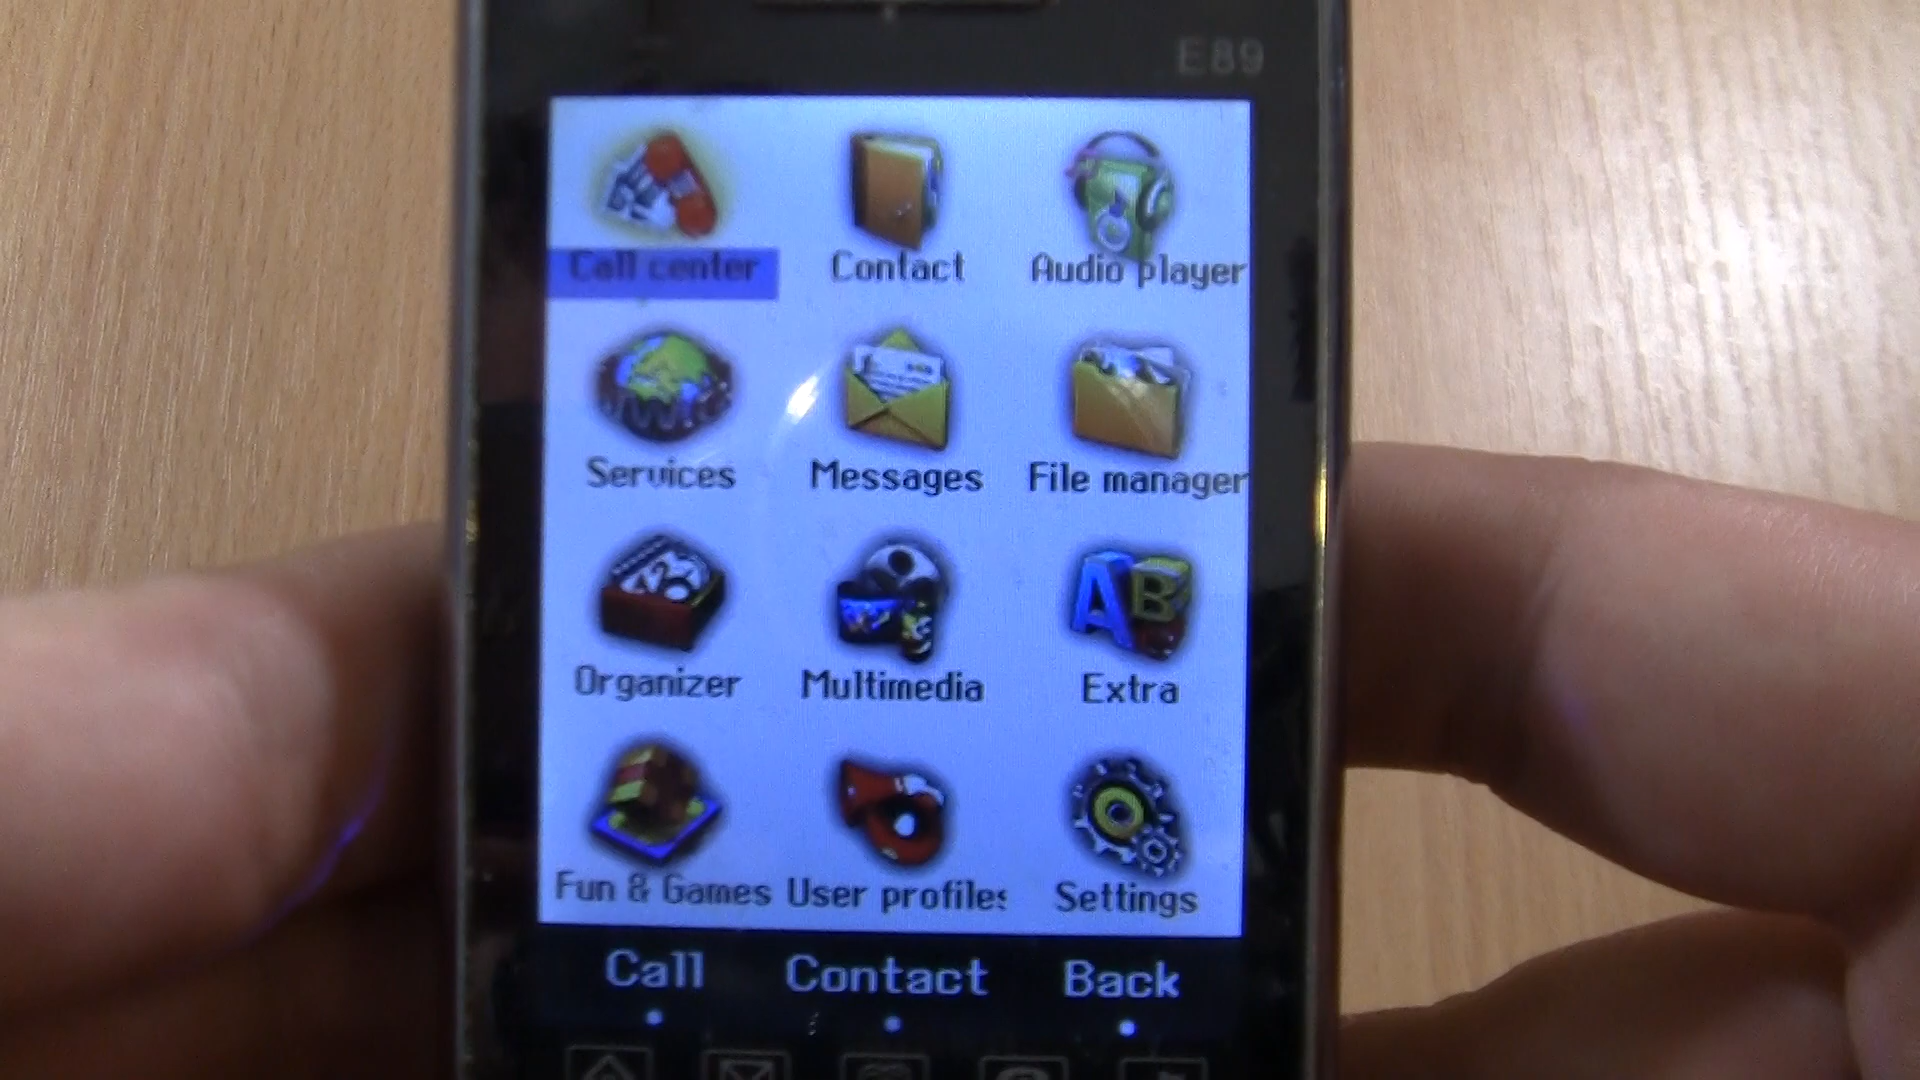 E89
Call center Contact Audio player
Services Messages File manager
Organizer Multimedia Extra
Fun & Games User profiles Settings
Call Contact Back